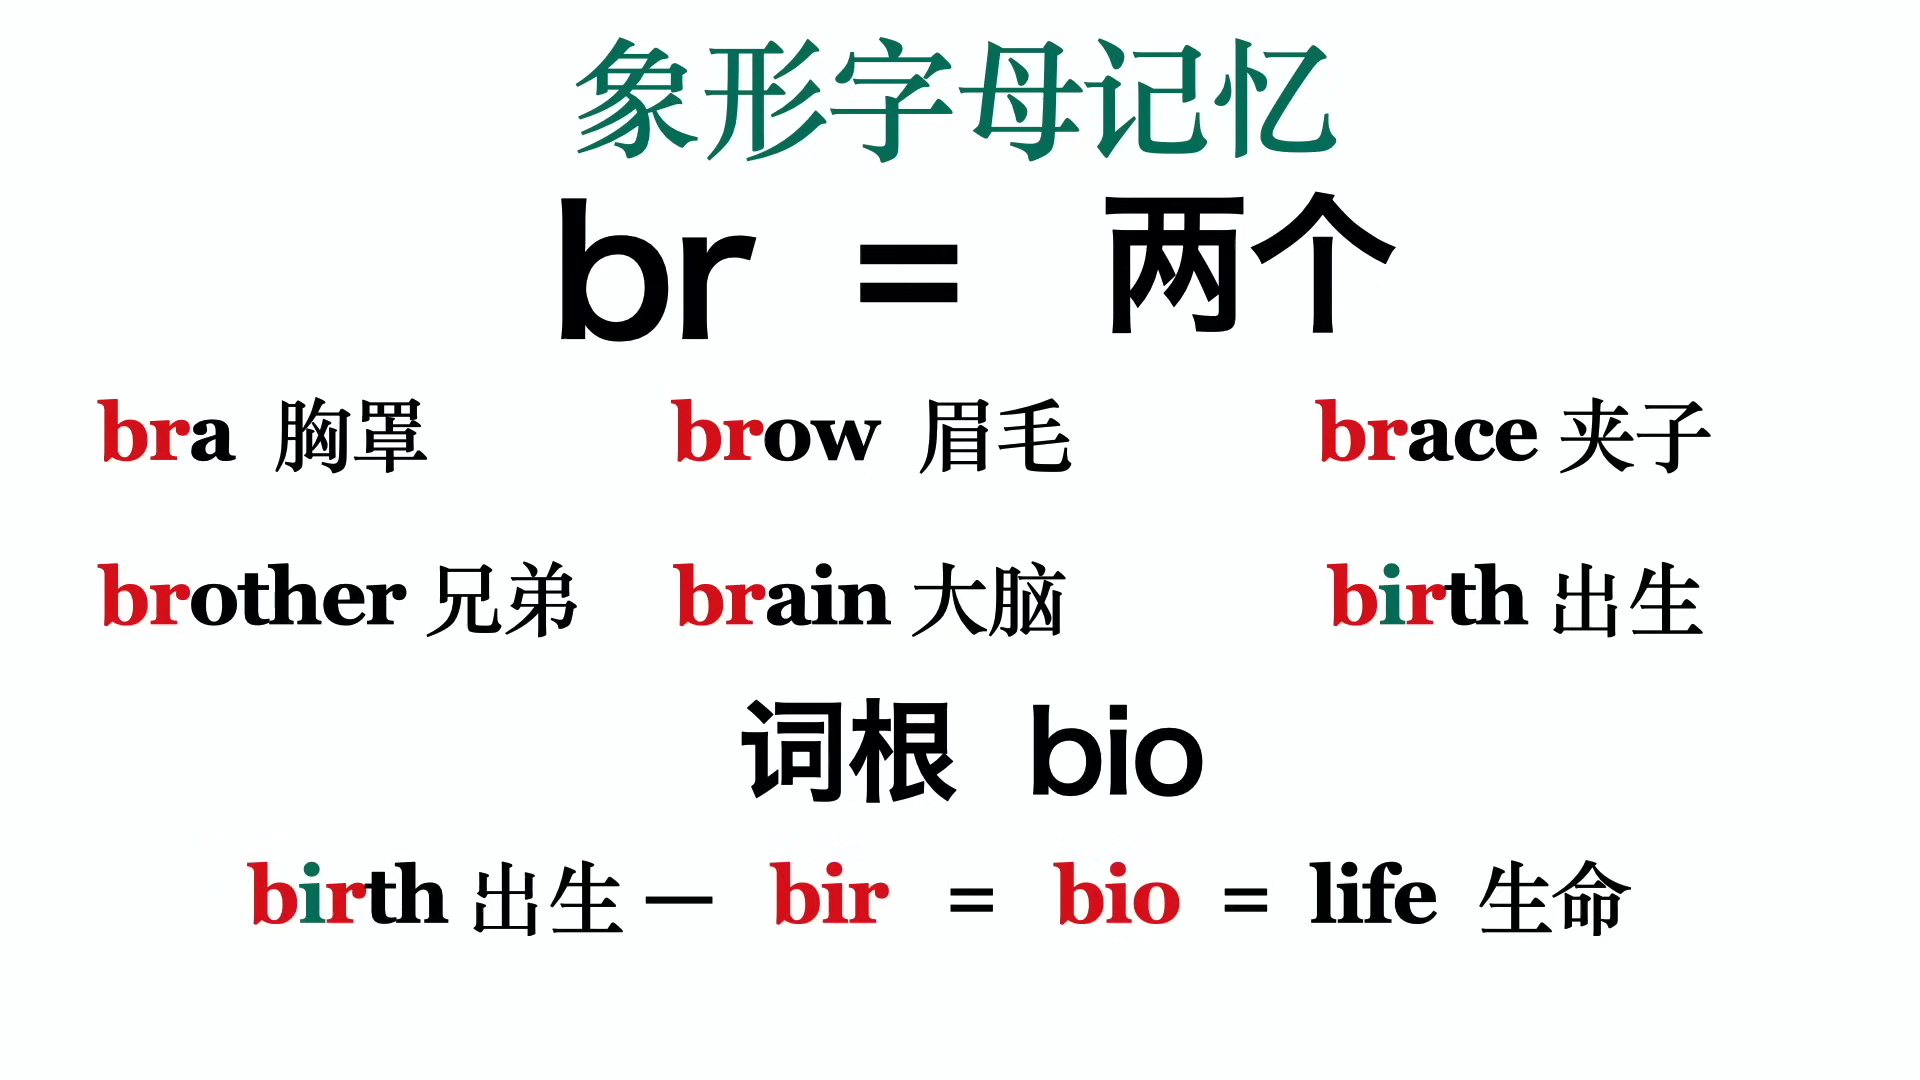 象形字母记忆
br = 两个
bra 胸罩 brow 眉毛 brace 夹子
brother 兄弟 brain 大脑 birth 出生
词根 bio
birth 出生 — bir = bio = life 生命